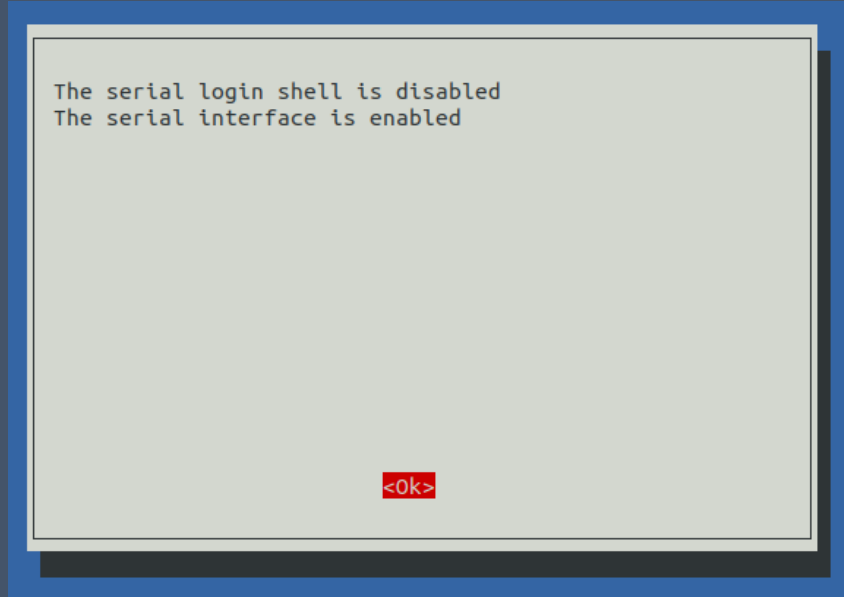 The serial login shell is disabled
The serial interface is enabled
<Ok>